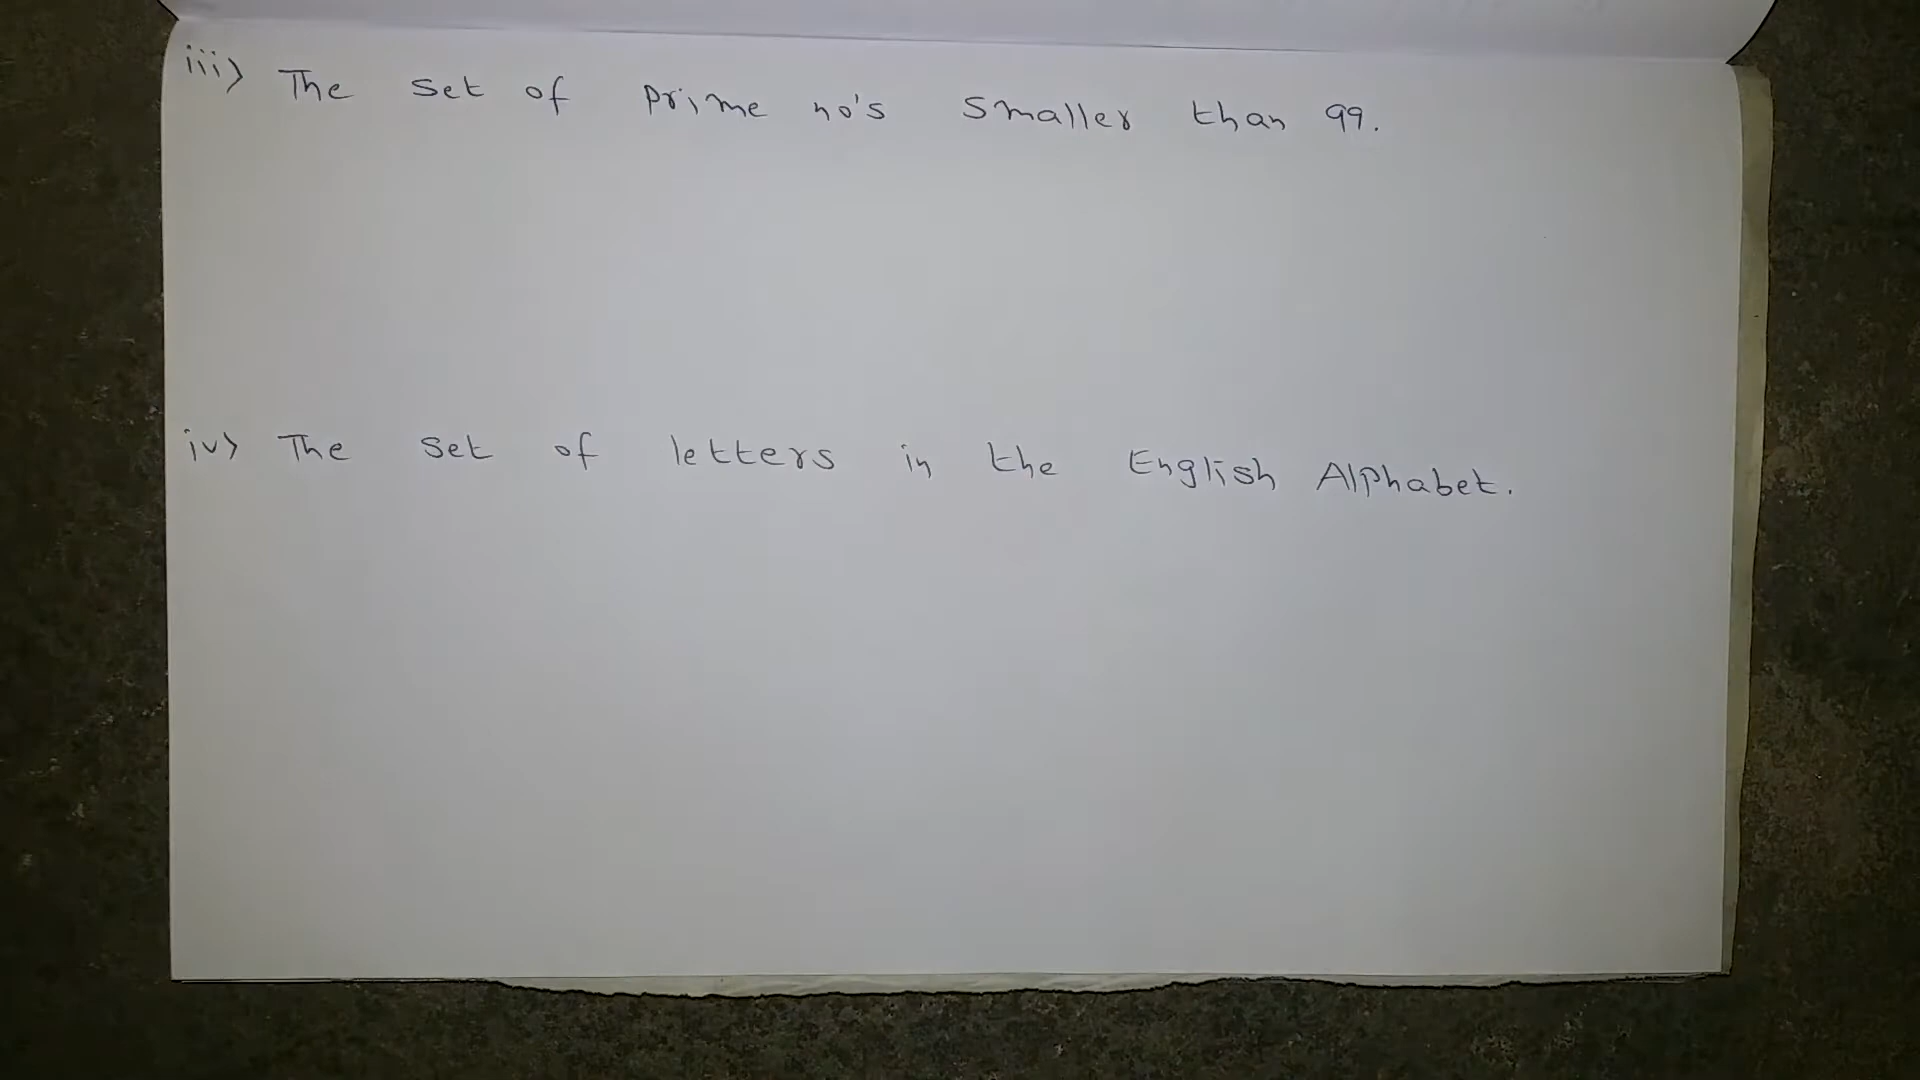 iii) The set of prime no's smaller than 99.
iv) The set of letters in the English Alphabet.